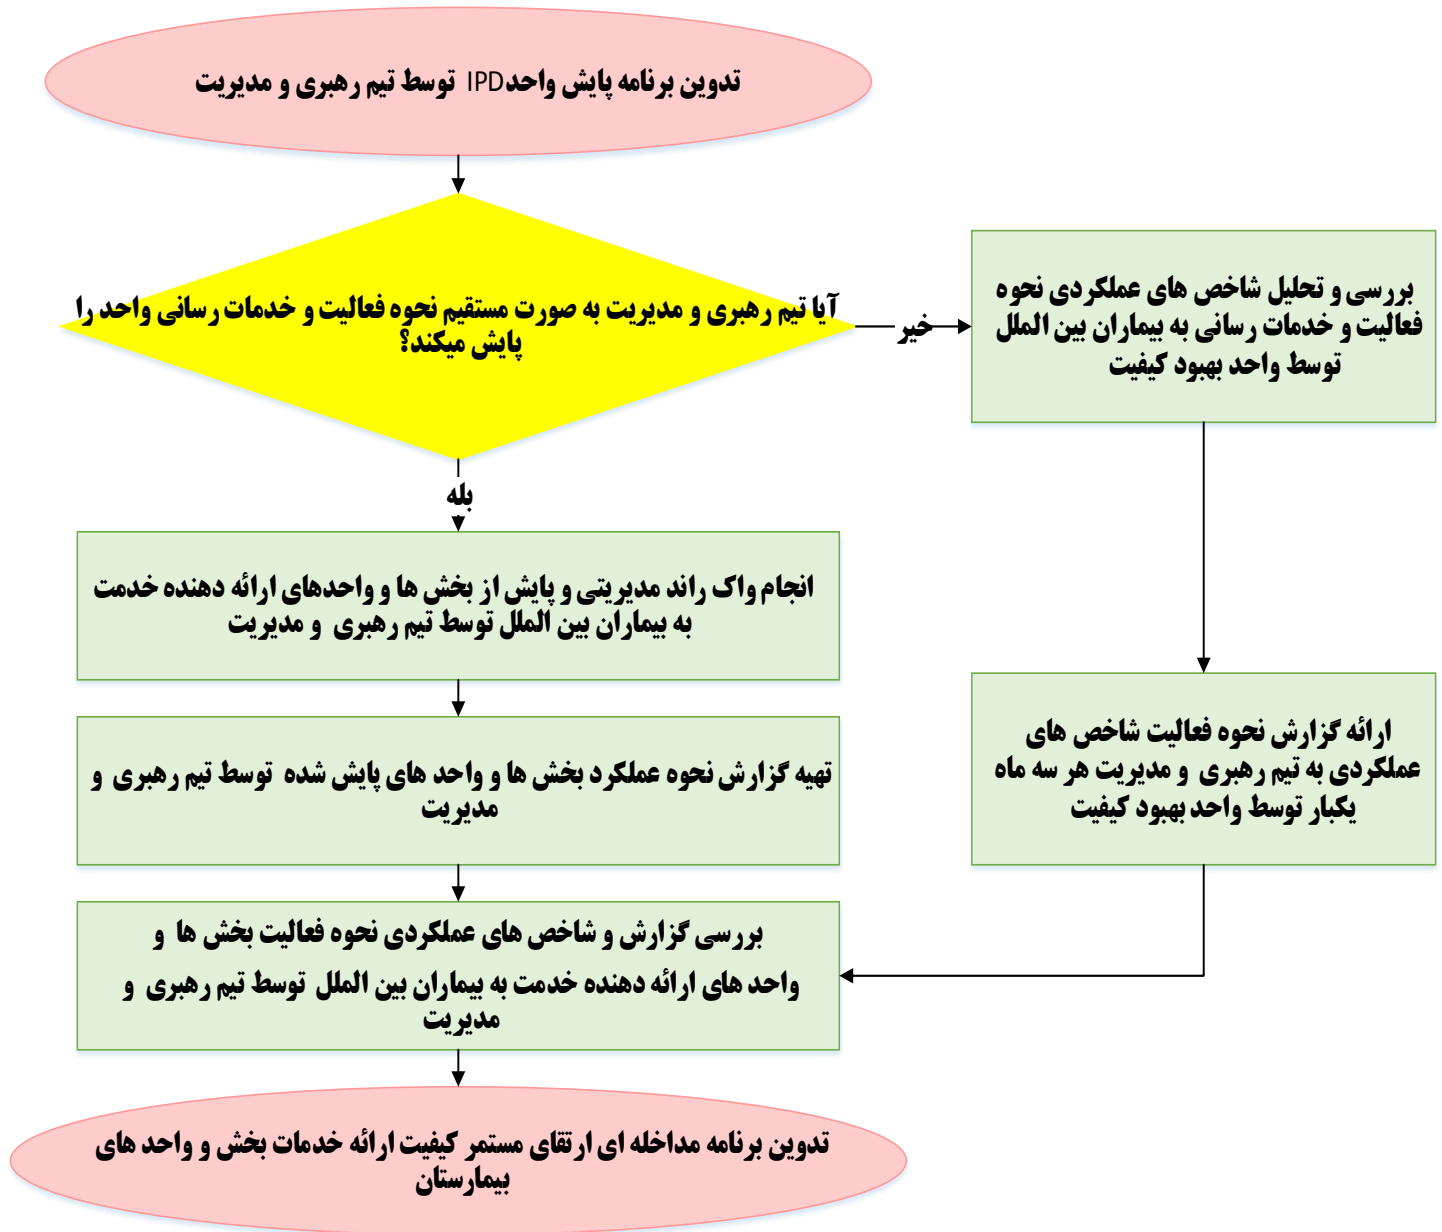 تدوین برنامه پایش واحدIPD توسط تیم رهبری و مدیریت
آیا تیم رهبری و مدیریت به صورت مستقیم نحوه فعالیت و خدمات رسانی واحد را
پایش میکند؟
خیر
بررسی و تحلیل شاخص های عملکردی نحوه
فعالیت و خدمات رسانی به بیماران بین الملل
توسط واحد بهبود کیفیت
بله
انجام واک راند مدیریتی و پایش از بخش ها و واحدهای ارائه دهنده خدمت
به بیماران بین الملل توسط تیم رهبری و مدیریت
ارائه گزارش نحوه فعالیت شاخص های
عملکردی به تیم رهبری و مدیریت هر سه ماه
یکبار توسط واحد بهبود کیفیت
تهیه گزارش نحوه عملکرد بخش ها و واحد های پایش شده توسط تیم رهبری و
مدیریت
بررسی گزارش و شاخص های عملکردی نحوه فعالیت بخش ها و
واحد های ارائه دهنده خدمت به بیماران بین الملل توسط تیم رهبری و
مدیریت
تدوین برنامه مداخله ای ارتقای مستمر کیفیت ارائه خدمات بخش و واحد های
بیمارستان